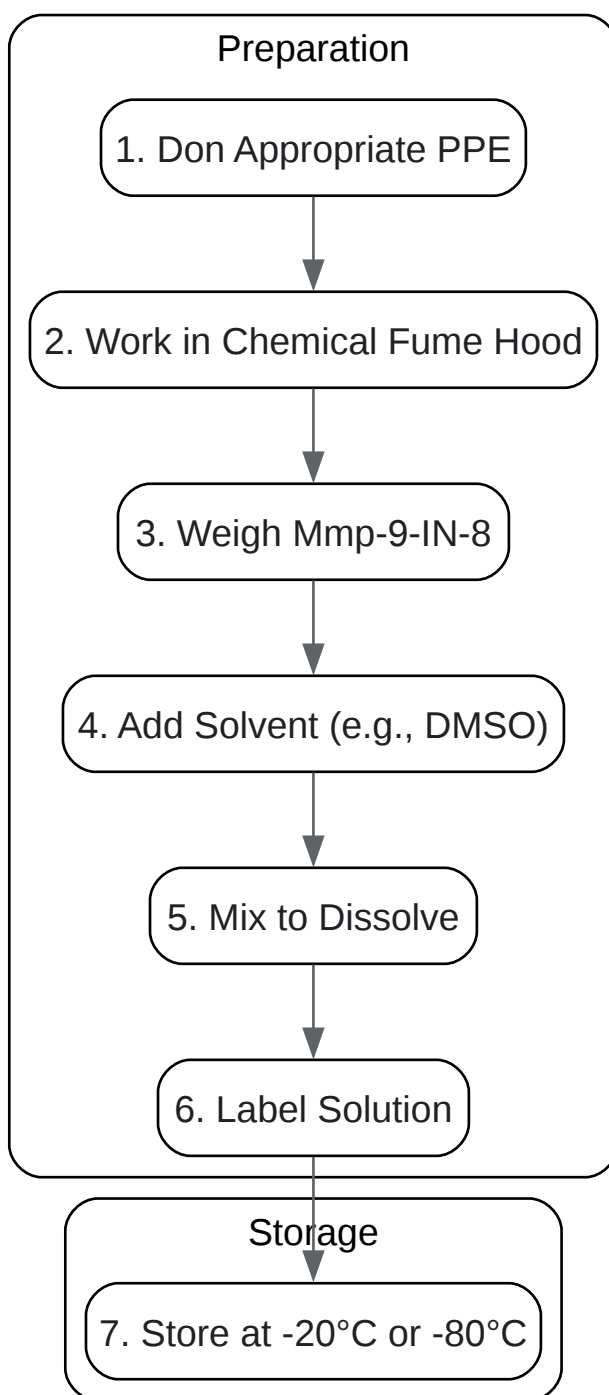 Preparation
1. Don Appropriate PPE
2. Work in Chemical Fume Hood
3. Weigh Mmp-9-IN-8
4. Add Solvent (e.g., DMSO)
5. Mix to Dissolve
6. Label Solution
Storage
7. Store at -20°C or -80°C